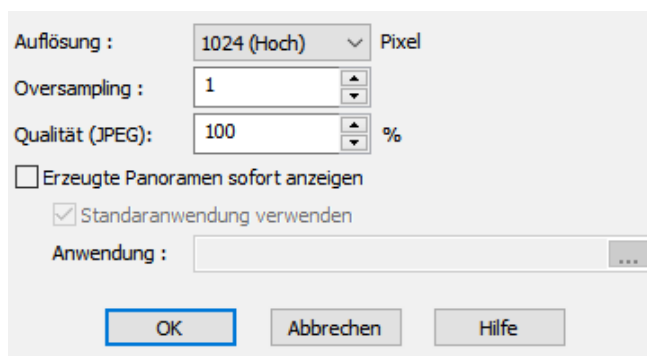 Auflösung : 1024 (Hoch) Pixel
Oversampling : 1
Qualität (JPEG): 100 %
Erzeugte Panoramen sofort anzeigen
Standaranwendung verwenden
Anwendung : ...
OK Abbrechen Hilfe